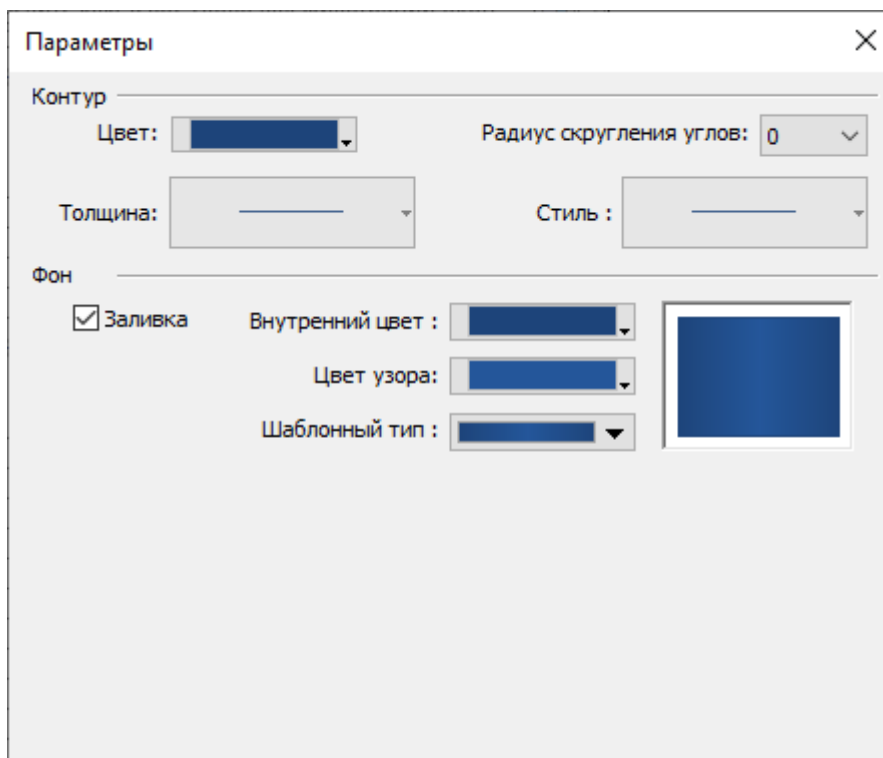 Параметры
Контур
Цвет: Радиус скругления углов: 0
Толщина: Стиль :
Фон
Заливка Внутренний цвет :
Цвет узора:
Шаблонный тип :